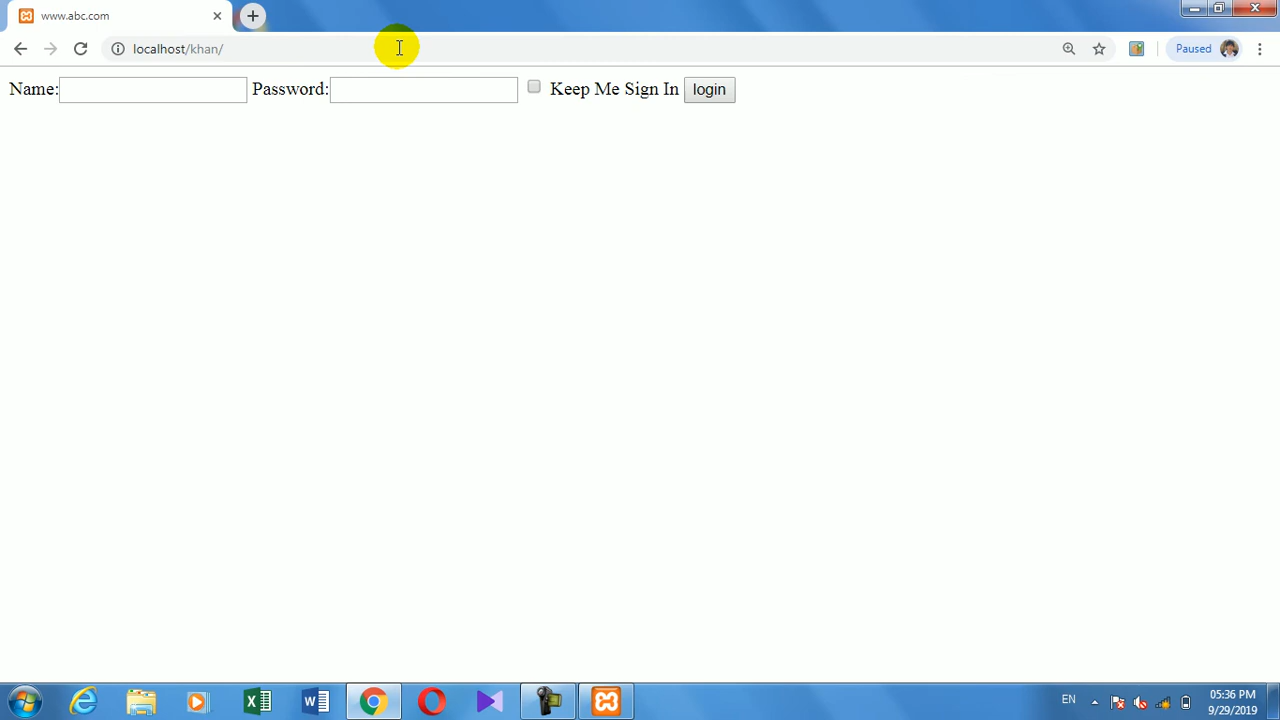 www.abc.com
localhost/khan/
Paused
Name: Password: Keep Me Sign In login
EN
05:36 PM
9/29/2019